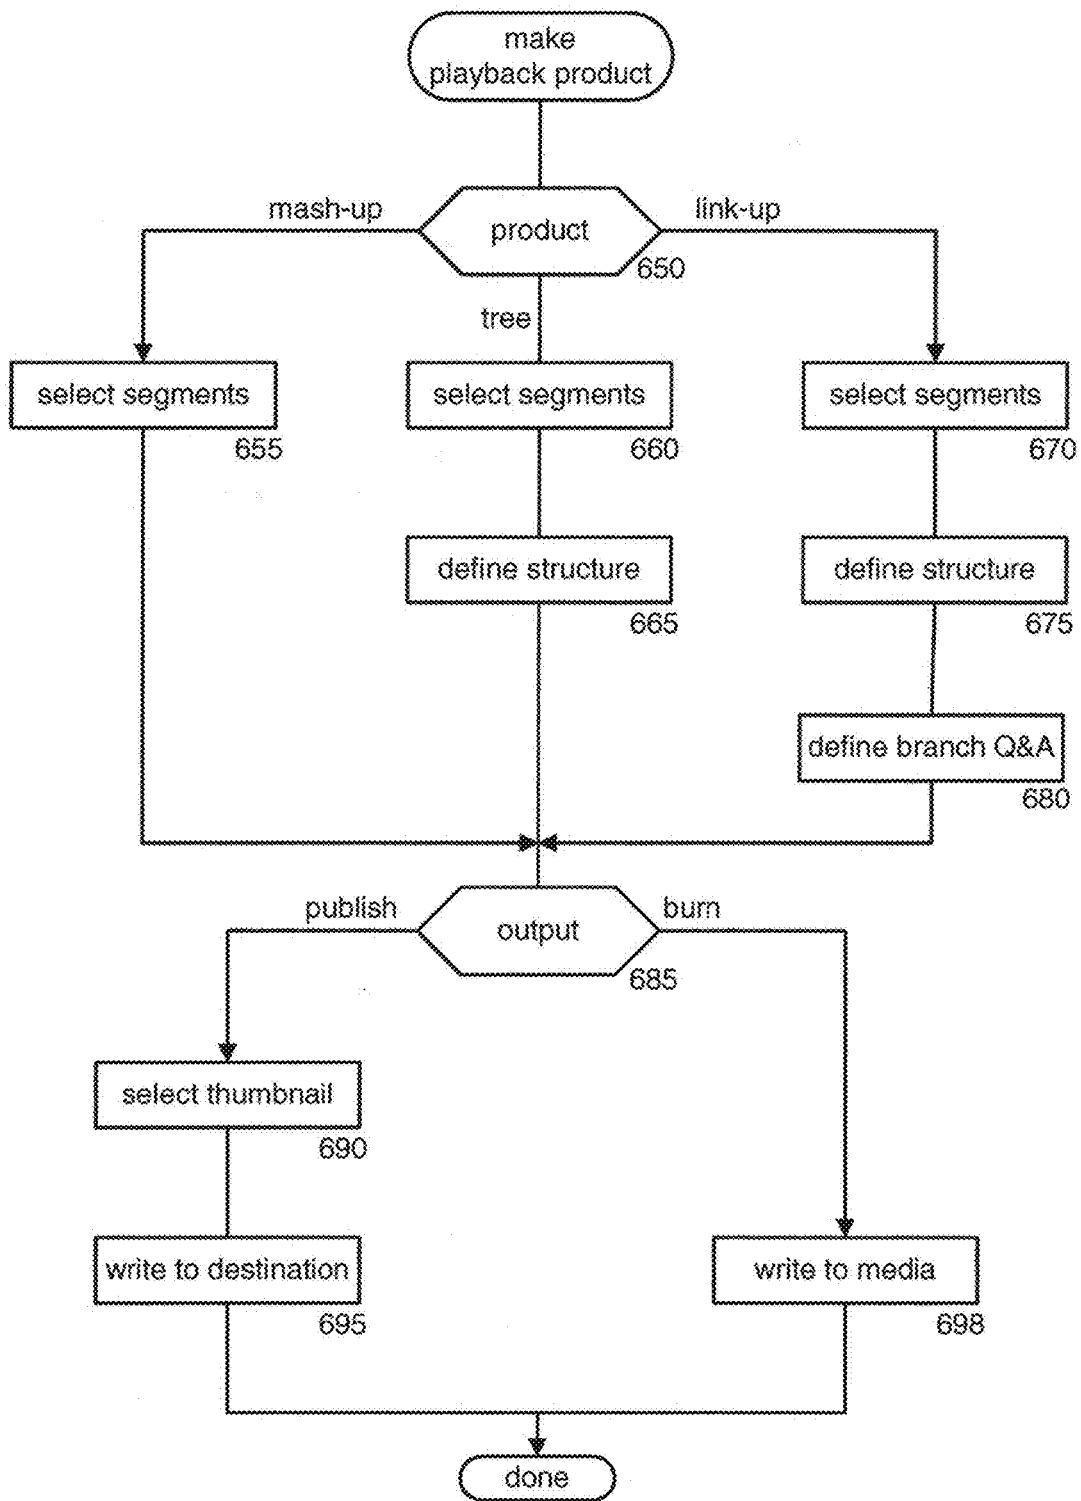 make
playback product
mash-up
product
link-up
650
tree
select segments
select segments
select segments
655
660
670
define structure
define structure
665
675
define branch Q&A
680
publish
output
burn
685
select thumbnail
690
write to destination
write to media
695
698
done